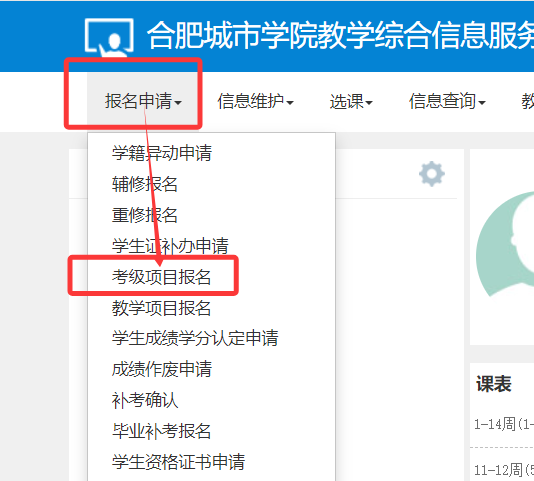 合肥城市学院教学综合信息服务
报名申请 信息维护 选课 信息查询 教
学籍异动申请
辅修报名
重修报名
学生证补办申请
考级项目报名
教学项目报名
学生成绩学分认定申请
成绩作废申请
补考确认
毕业补考报名
学生资格证书申请
课表
1-14周(1-
11-12周(5